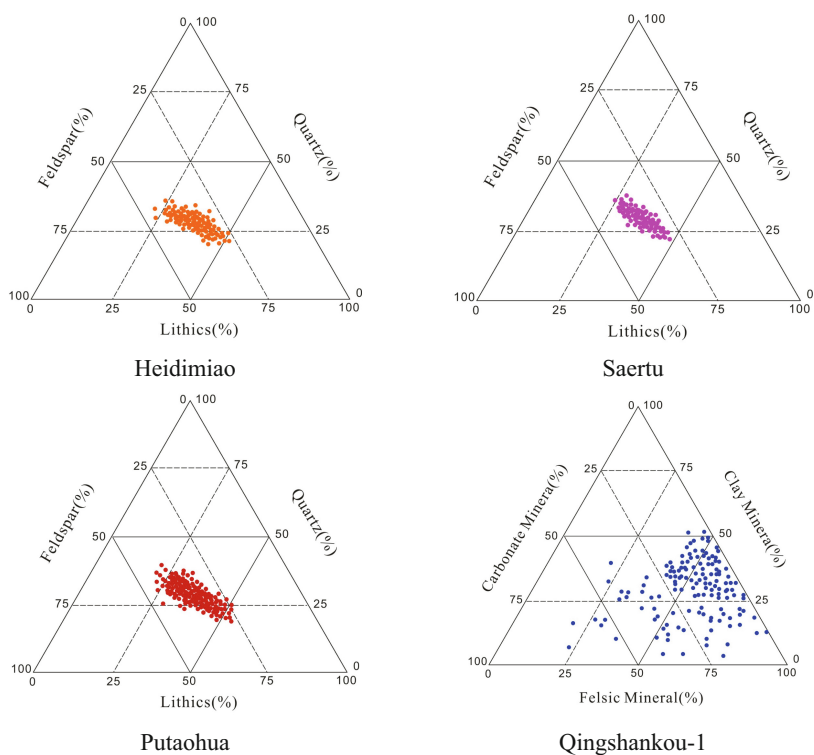 0 100
25 75
Feldspar(%)
Quartz(%)
50 50
75 25
100 0
0 25 50 75 100
Lithics(%)
Heidimiao
0 100
25 75
Feldspar(%)
Quartz(%)
50 50
75 25
100 0
0 25 50 75 100
Lithics(%)
Saertu
0 100
25 75
Feldspar(%)
Quartz(%)
50 50
75 25
100 0
0 25 50 75 100
Lithics(%)
Putaohua
0 100
25 75
Carbonate Minera(%)
Clay Minera(%)
50 50
75 25
100 0
0 25 50 75 100
Felsic Mineral(%)
Qingshankou-1